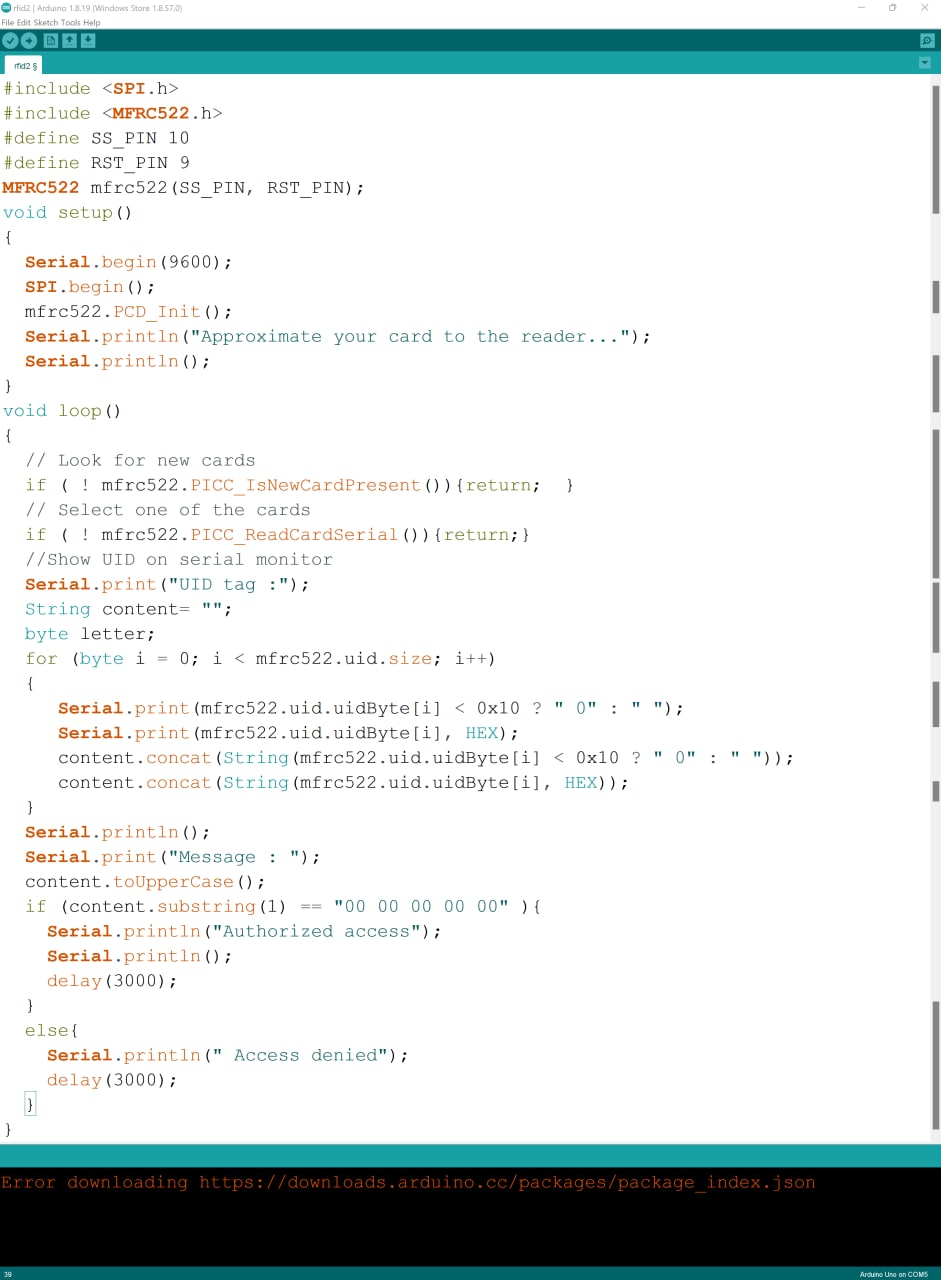 rfid2 | Arduino 1.8.19 (Windows Store 1.8.57.0)
File Edit Sketch Tools Help
rfid2 §
#include <SPI.h>
#include <MFRC522.h>
#define SS_PIN 10
#define RST_PIN 9
MFRC522 mfrc522(SS_PIN, RST_PIN);
void setup()
{
  Serial.begin(9600);
  SPI.begin();
  mfrc522.PCD_Init();
  Serial.println("Approximate your card to the reader...");
  Serial.println();
}
void loop()
{
  // Look for new cards
  if ( ! mfrc522.PICC_IsNewCardPresent()){return;  }
  // Select one of the cards
  if ( ! mfrc522.PICC_ReadCardSerial()){return;}
  //Show UID on serial monitor
  Serial.print("UID tag :");
  String content= "";
  byte letter;
  for (byte i = 0; i < mfrc522.uid.size; i++)
  {
     Serial.print(mfrc522.uid.uidByte[i] < 0x10 ? " 0" : " ");
     Serial.print(mfrc522.uid.uidByte[i], HEX);
     content.concat(String(mfrc522.uid.uidByte[i] < 0x10 ? " 0" : " "));
     content.concat(String(mfrc522.uid.uidByte[i], HEX));
  }
  Serial.println();
  Serial.print("Message : ");
  content.toUpperCase();
  if (content.substring(1) == "00 00 00 00 00" ){
    Serial.println("Authorized access");
    Serial.println();
    delay(3000);
  }
  else{
    Serial.println(" Access denied");
    delay(3000);
  }
}
Error downloading https://downloads.arduino.cc/packages/package_index.json
39
Arduino Uno on COM5